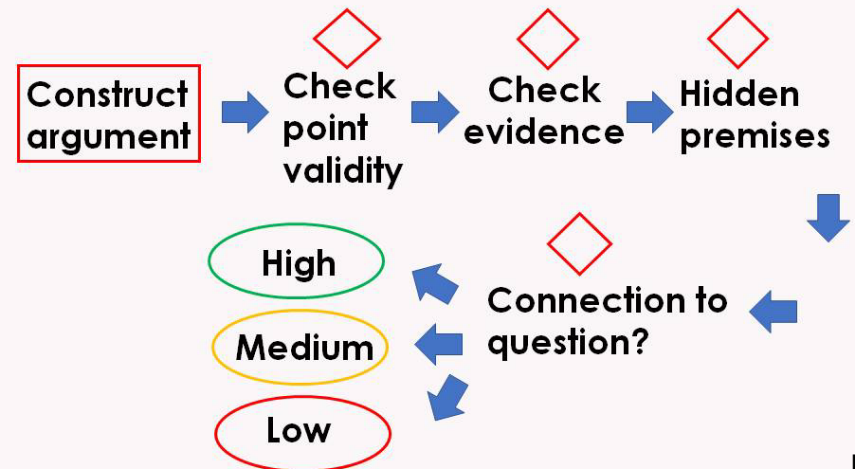 Construct
argument
Check
point
validity
Check
evidence
Hidden
premises
Connection to
question?
High
Medium
Low